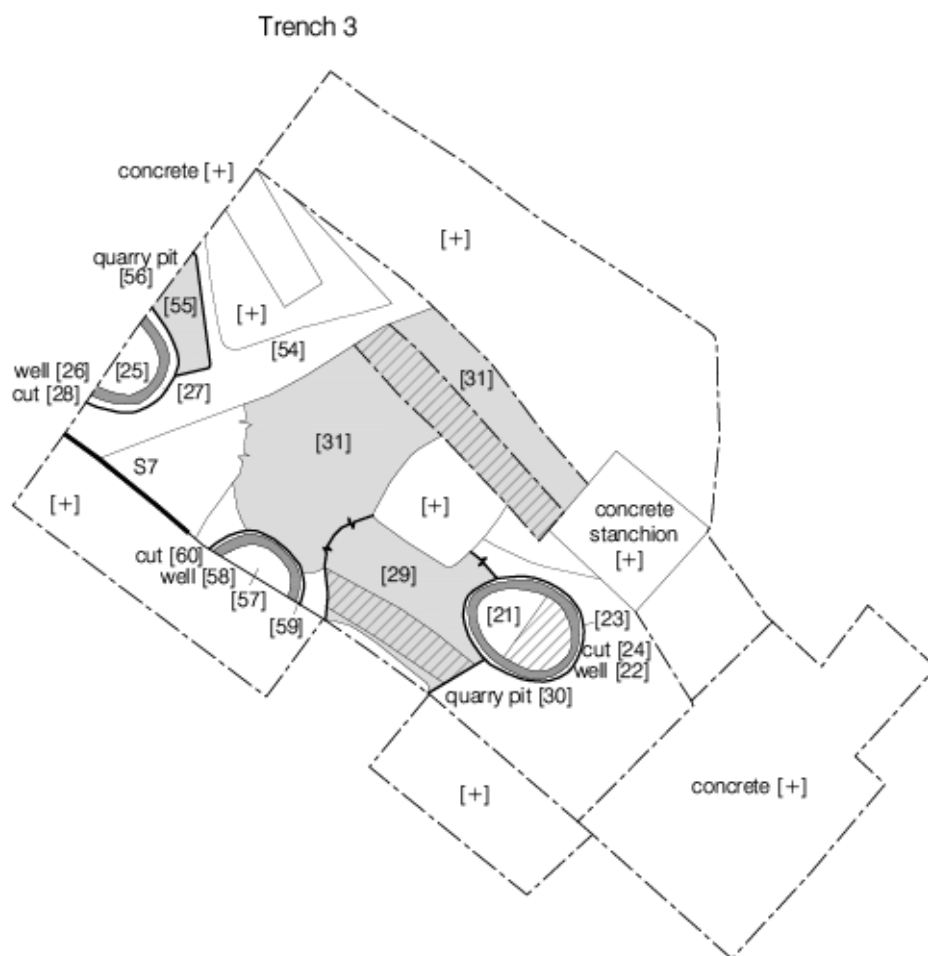 Trench 3
concrete [+]
[+]
quarry pit
[56]
[55]
[+]
[54]
well [26]
cut [28]
[25]
[27]
[31]
[31]
S7
[+]
[+]
concrete
stanchion
[+]
cut [60]
well [58]
[57]
[59]
[29]
[21]
[23]
cut [24]
well [22]
quarry pit [30]
[+]
concrete [+]